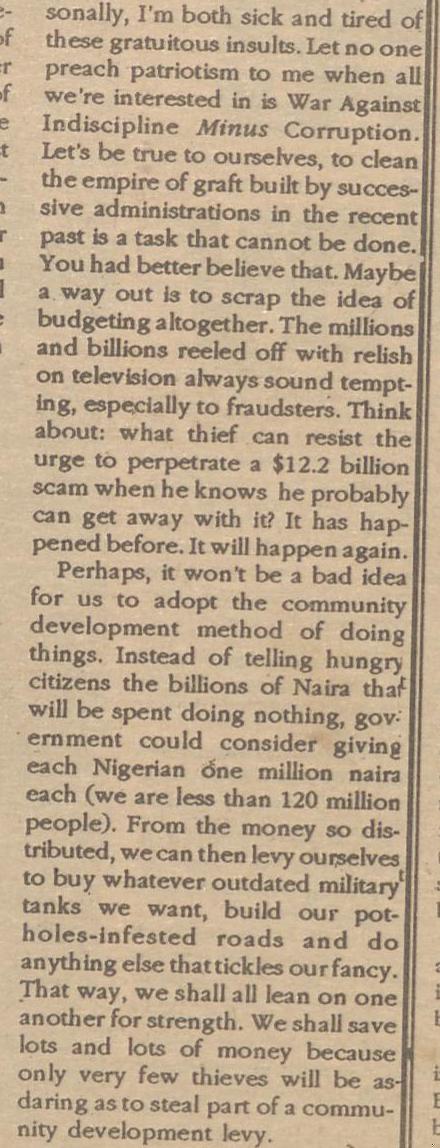 sonally, I'm both sick and tired of
these gratuitous insults. Let no one
preach patriotism to me when all
we're interested in is War Against
Indiscipline Minus Corruption.
Let's be true to ourselves, to clean
the empire of graft built by succes-
sive administrations in the recent
past is a task that cannot be done.
You had better believe that. Maybe
a way out is to scrap the idea of
budgeting altogether. The millions
and billions reeled off with relish
on television always sound tempt-
ing, especially to fraudsters. Think
about: what thief can resist the
urge to perpetrate a $12.2 billion
scam when he knows he probably
can get away with it? It has hap-
pened before. It will happen again.
Perhaps, it won't be a bad idea
for us to adopt the community
development method of doing
things. Instead of telling hungry
citizens the billions of Naira that
will be spent doing nothing, gov-
ernment could consider giving
each Nigerian one million naira
each (we are less than 120 million
people). From the money so dis-
tributed, we can then levy ourselves
to buy whatever outdated military
tanks we want, build our pot-
holes-infested roads and do
anything else that tickles our fancy.
That way, we shall all lean on one
another for strength. We shall save
lots and lots of money because
only very few thieves will be as
daring as to steal part of a commu-
nity development levy.